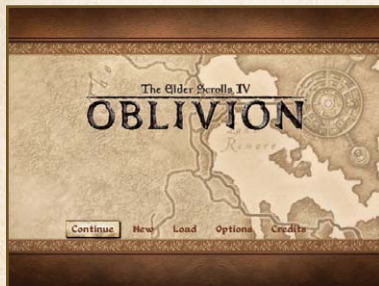 The Elder Scrolls IV
OBLIVION
Continue New Load Options Credits